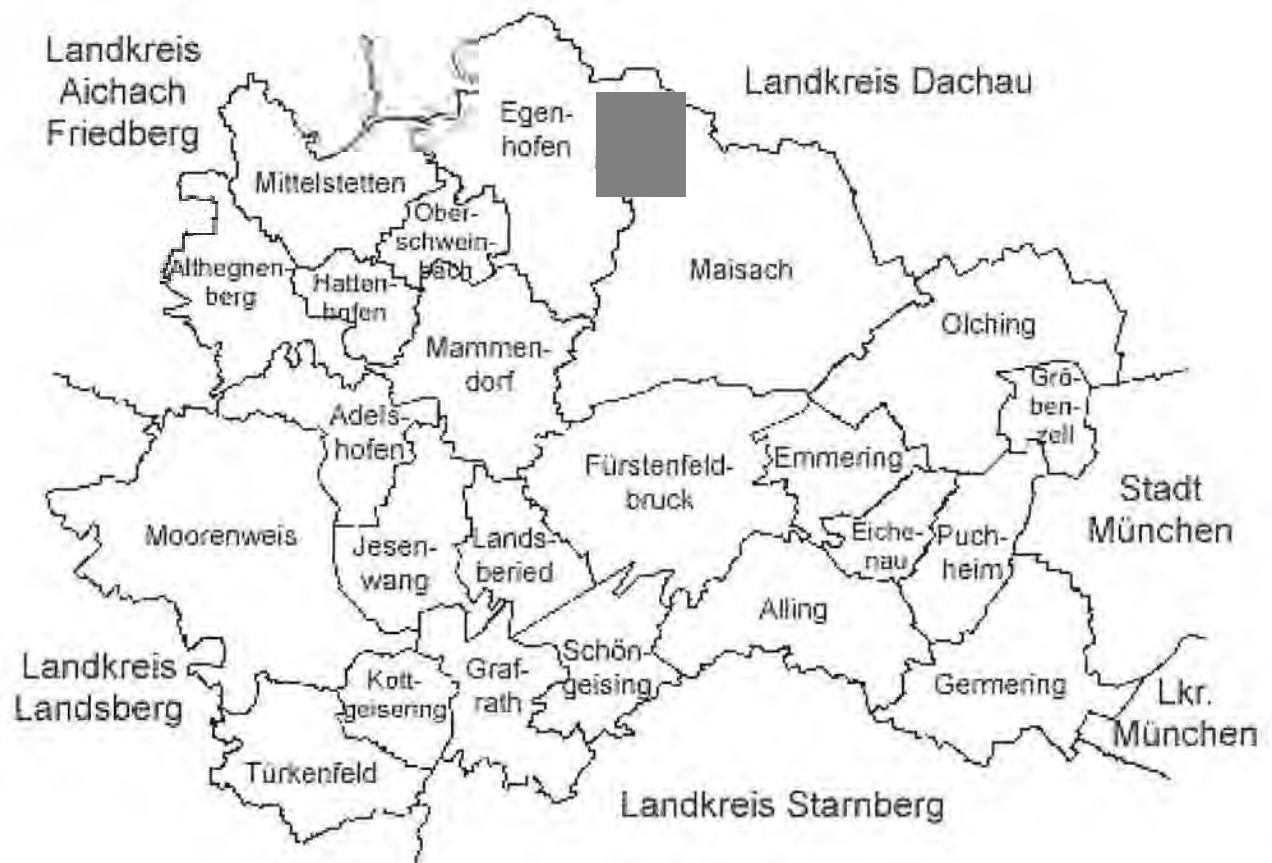 Landkreis
Aichach
Friedberg
Landkreis Dachau
Egen-
hofen
Mittelstetten
Ober-
schwein-
bach
Althegnen-
berg
Hatten
hofen
Maisach
Olching
Mammen-
dorf
Grö-
ben-
zell
Adels-
hofen
Fürstenfeld-
bruck
Emmering
Stadt
München
Moorenweis
Jesen-
wang
Lands-
beried
Eiche-
nau
Puch-
heim
Alling
Landkreis
Landsberg
Kott-
geisering
Graf-
rath
Schön-
geising
Germering
Lkr.
München
Türkenfeld
Landkreis Starnberg